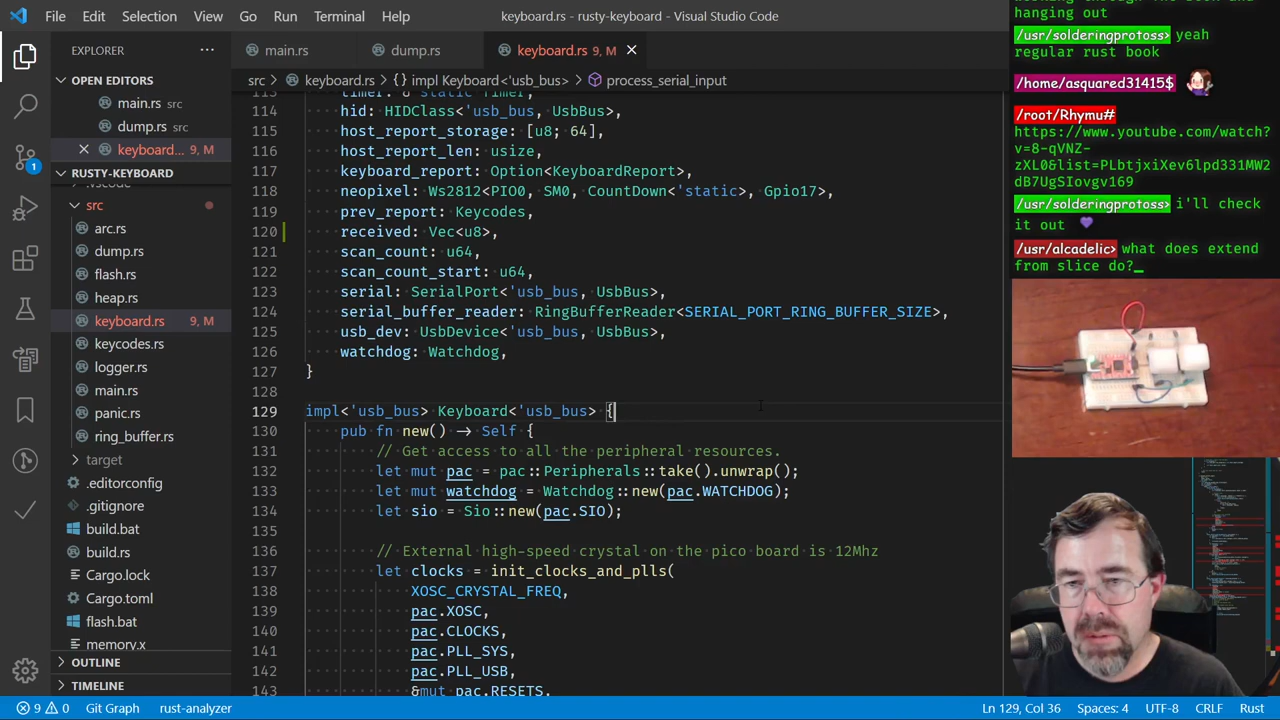 File Edit Selection View Go Run Terminal Help
keyboard.rs - rusty-keyboard - Visual Studio Code
EXPLORER
OPEN EDITORS
main.rs src
dump.rs src
keyboard... 9, M
RUSTY-KEYBOARD
.vscode
src
arc.rs
dump.rs
flash.rs
heap.rs
keyboard.rs 9, M
keycodes.rs
logger.rs
main.rs
panic.rs
ring_buffer.rs
target
.editorconfig
.gitignore
build.bat
build.rs
Cargo.lock
Cargo.toml
flash.bat
memory.x
OUTLINE
TIMELINE
1
main.rs
dump.rs
keyboard.rs 9, M
src > keyboard.rs > {} impl Keyboard<'usb_bus> > process_serial_input
113 timer: &'static Timer,
114 hid: HIDClass<'usb_bus, UsbBus>,
115 host_report_storage: [u8; 64],
116 host_report_len: usize,
117 keyboard_report: Option<KeyboardReport>,
118 neopixel: Ws2812<PIO0, SM0, CountDown<'static>, Gpio17>,
119 prev_report: Keycodes,
120 received: Vec<u8>,
121 scan_count: u64,
122 scan_count_start: u64,
123 serial: SerialPort<'usb_bus, UsbBus>,
124 serial_buffer_reader: RingBufferReader<SERIAL_PORT_RING_BUFFER_SIZE>,
125 usb_dev: UsbDevice<'usb_bus, UsbBus>,
126 watchdog: Watchdog,
127 }
128
129 impl<'usb_bus> Keyboard<'usb_bus> {
130 pub fn new() -> Self {
131 // Get access to all the peripheral resources.
132 let mut pac = pac::Peripherals::take().unwrap();
133 let mut watchdog = Watchdog::new(pac.WATCHDOG);
134 let sio = Sio::new(pac.SIO);
135
136 // External high-speed crystal on the pico board is 12Mhz
137 let clocks = init_clocks_and_plls(
138 XOSC_CRYSTAL_FREQ,
139 pac.XOSC,
140 pac.CLOCKS,
141 pac.PLL_SYS,
142 pac.PLL_USB,
143 &mut pac.RESETS,
hanging out
/usr/solderingprotoss> yeah
regular rust book
/home/asquared31415$
/root/Rhymu#
https://www.youtube.com/watch?
v=8-qVNZ-
zXL06list=PLbtjxiXev6lpd331MW2
dB7UgSIovgv169
/usr/solderingprotoss> i'll check
it out
/usr/alcadelic> what does extend
from slice do?_
9 0 Git Graph rust-analyzer
Ln 129, Col 36 Spaces: 4 UTF-8 CRLF Rust